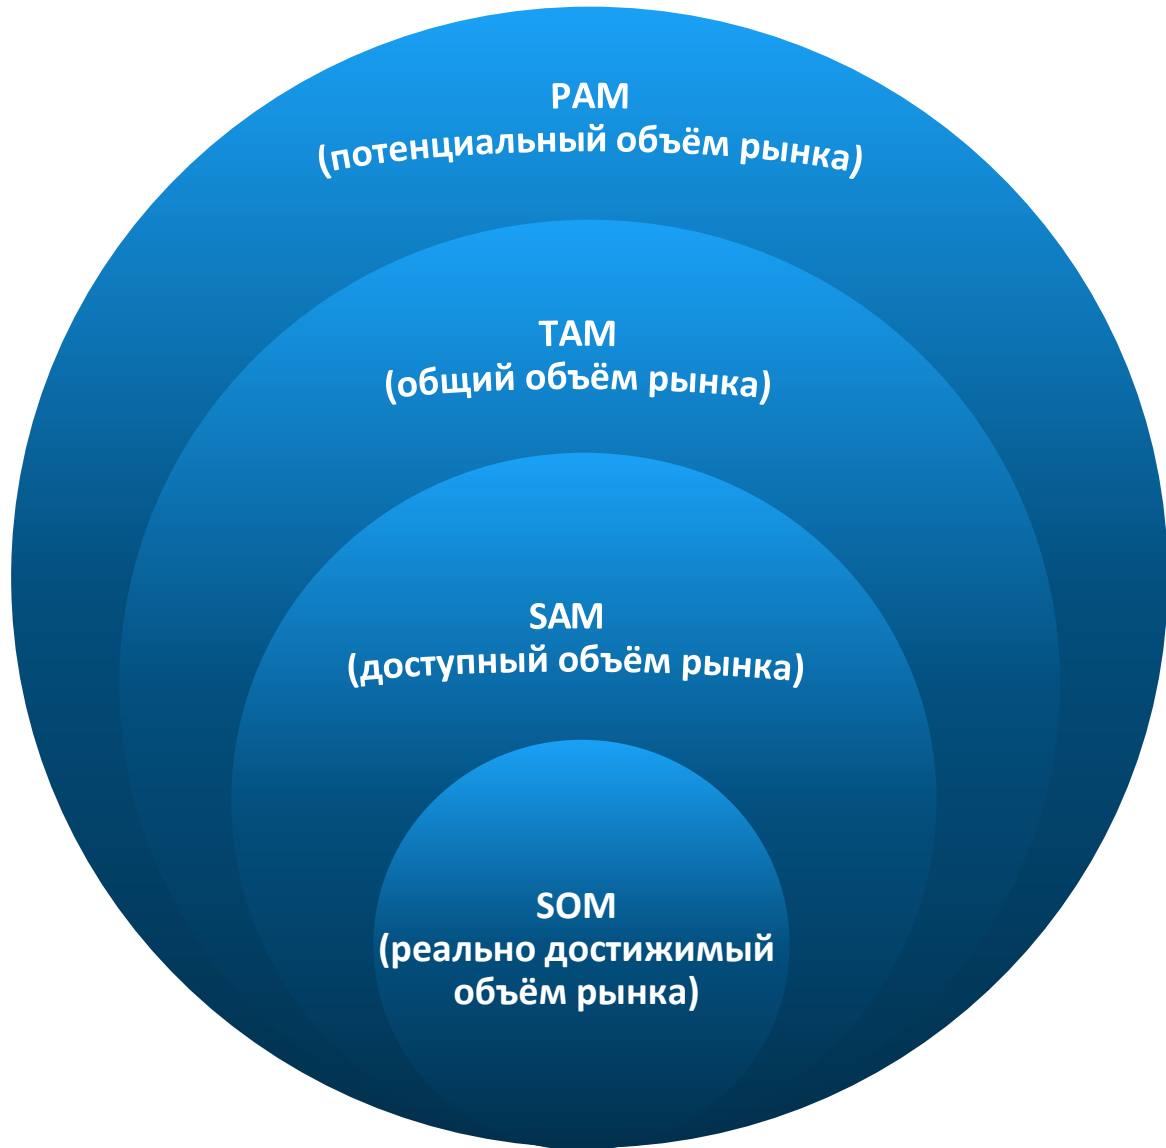 PAM
(потенциальный объём рынка)
TAM
(общий объём рынка)
SAM
(доступный объём рынка)
SOM
(реально достижимый
объём рынка)